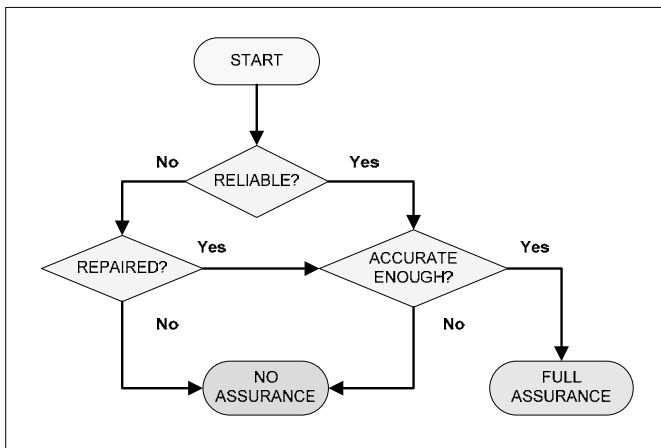 START
No
Yes
RELIABLE?
REPAIRED?
Yes
ACCURATE
ENOUGH?
Yes
No
No
NO
ASSURANCE
FULL
ASSURANCE